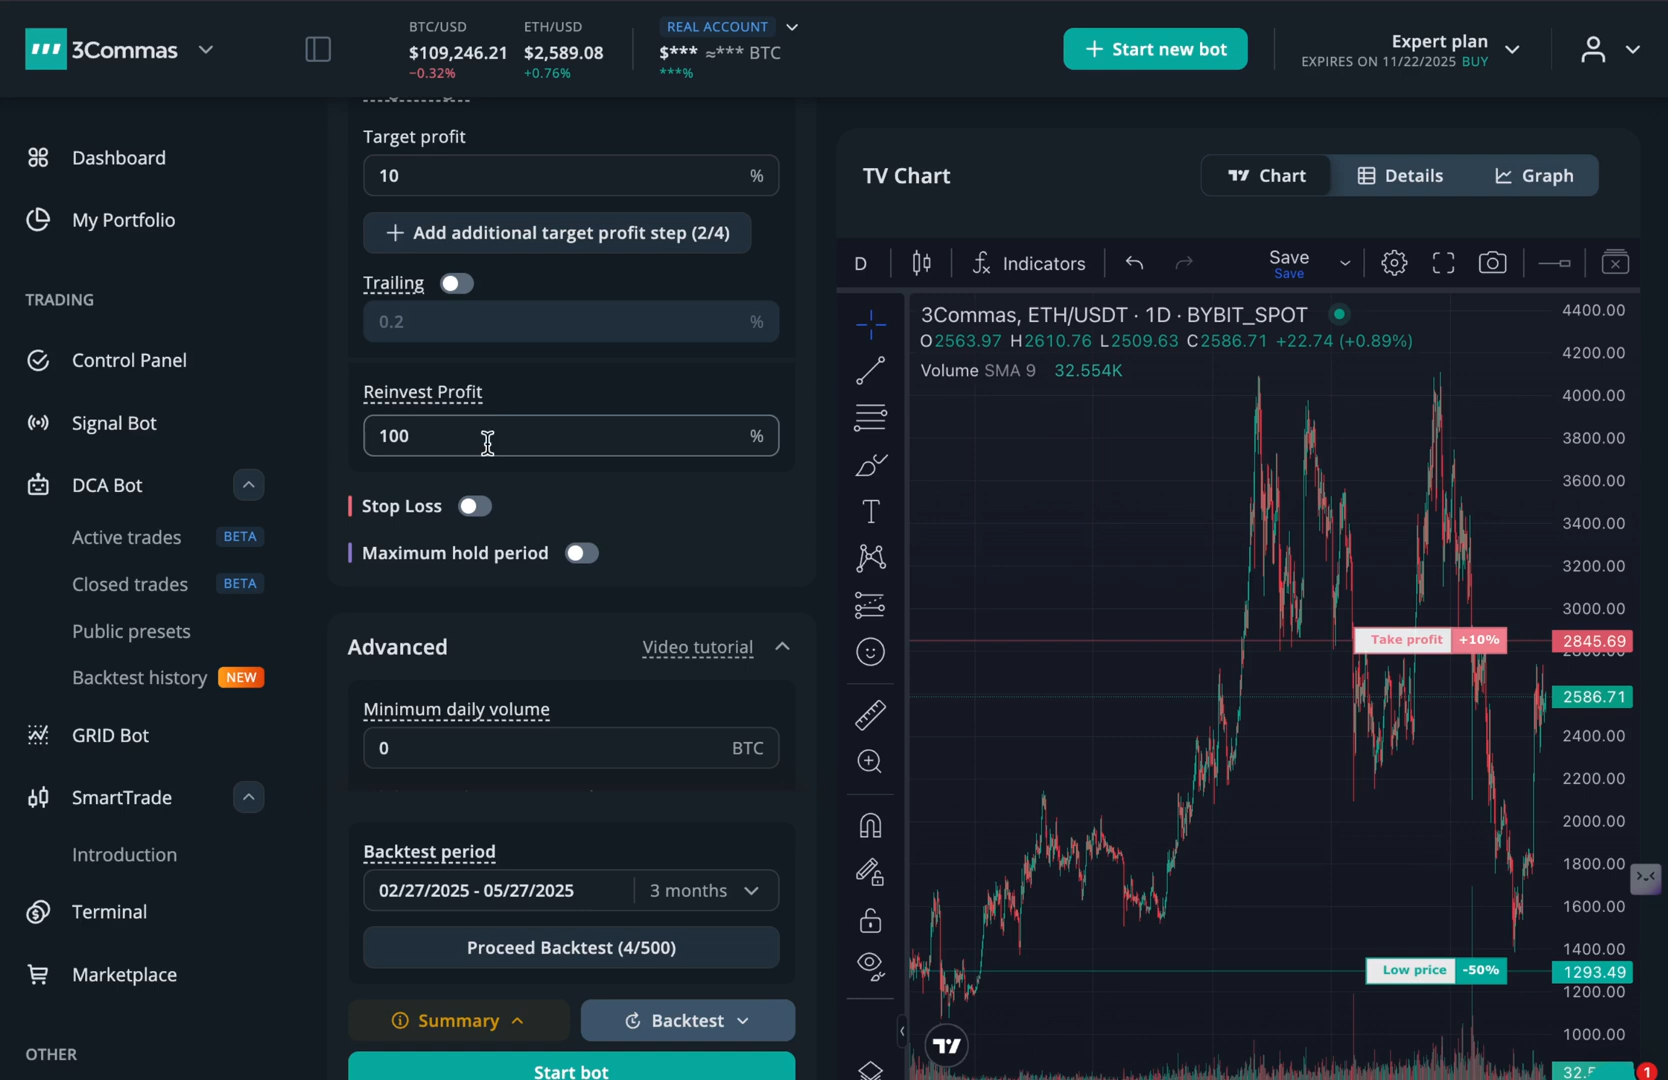 3Commas
BTC/USD
$109,246.21
−0.32%
ETH/USD
$2,589.08
+0.76%
REAL ACCOUNT
$*** ≈*** BTC
***%
+ Start new bot
Expert plan
EXPIRES ON 11/22/2025 BUY
Dashboard
My Portfolio
TRADING
Control Panel
Signal Bot
DCA Bot
Active trades BETA
Closed trades BETA
Public presets
Backtest history NEW
GRID Bot
SmartTrade
Introduction
Terminal
Marketplace
OTHER
Target profit
10 %
+ Add additional target profit step (2/4)
Trailing
0.2 %
Reinvest Profit
100 %
Stop Loss
Maximum hold period
Advanced Video tutorial
Minimum daily volume
0 BTC
Backtest period
02/27/2025 - 05/27/2025 3 months
Proceed Backtest (4/500)
Summary Backtest
Start bot
TV Chart
Chart Details Graph
D Indicators Save
Save
3Commas, ETH/USDT · 1D · BYBIT_SPOT
O2563.97 H2610.76 L2509.63 C2586.71 +22.74 (+0.89%)
Volume SMA 9 32.554K
4400.00
4200.00
4000.00
3800.00
3600.00
3400.00
3200.00
3000.00
Take profit +10% 2845.69
2800.00
2586.71
2400.00
2200.00
2000.00
1800.00
1600.00
1400.00
Low price -50% 1293.49
1200.00
1000.00
1